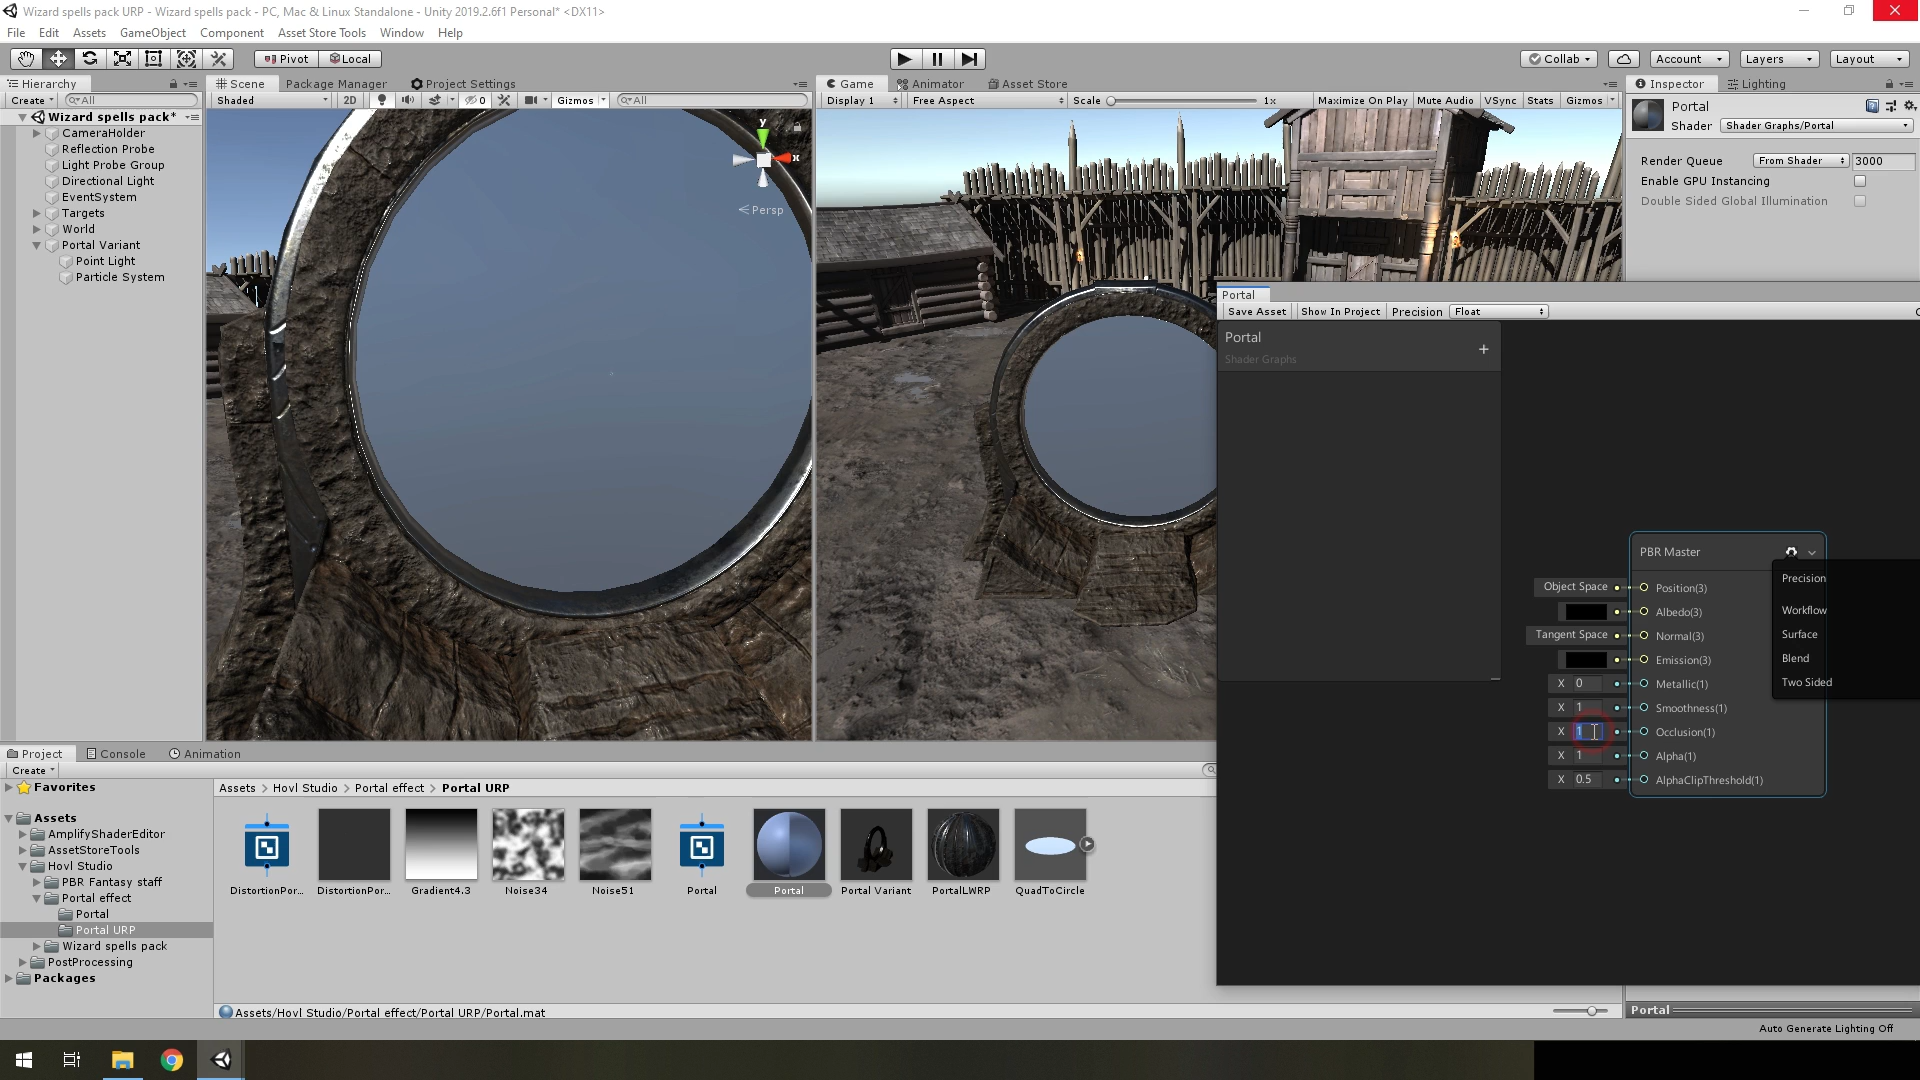 Wizard spells pack URP - Wizard spells pack - PC, Mac & Linux Standalone - Unity 2019.2.6f1 Personal* <DX11>
File Edit Assets GameObject Component Asset Store Tools Window Help
Pivot Local
Collab Account Layers Layout
Hierarchy Scene Package Manager Project Settings Game Animator Asset Store Inspector Lighting
Create All Shaded 2D 0 Gizmos All Display 1 Free Aspect Scale 1x Maximize On Play Mute Audio VSync Stats Gizmos
Portal
Shader Shader Graphs/Portal
Wizard spells pack*
CameraHolder
Reflection Probe
Light Probe Group
Directional Light
EventSystem
Targets
World
Portal Variant
Point Light
Particle System
y
x
Persp
Render Queue From Shader 3000
Enable GPU Instancing
Double Sided Global Illumination
Portal
Save Asset Show In Project Precision Float
Portal
Shader Graphs
PBR Master
Object Space Position(3)
Albedo(3)
Tangent Space Normal(3)
Emission(3)
X 0 Metallic(1)
X 1 Smoothness(1)
X 1 Occlusion(1)
X 1 Alpha(1)
X 0.5 AlphaClipThreshold(1)
Precision
Workflow
Surface
Blend
Two Sided
Project Console Animation
Create
Favorites
Assets
AmplifyShaderEditor
AssetStoreTools
Hovl Studio
PBR Fantasy staff
Portal effect
Portal
Portal URP
Wizard spells pack
PostProcessing
Packages
Assets > Hovl Studio > Portal effect > Portal URP
DistortionPor... DistortionPor... Gradient4.3 Noise34 Noise51 Portal Portal Portal Variant PortalLWRP QuadToCircle
Assets/Hovl Studio/Portal effect/Portal URP/Portal.mat
Portal
Auto Generate Lighting Off